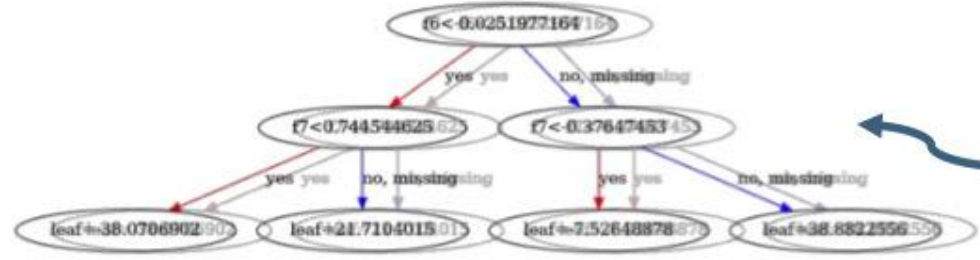 f6<-0.0251977164
yes no, missing
f7<0.744544625 f7<-0.37647453
yes no, missing yes no, missing
leaf=-38.0706902 leaf=21.7104015 leaf=-7.52648878 leaf=38.8822556